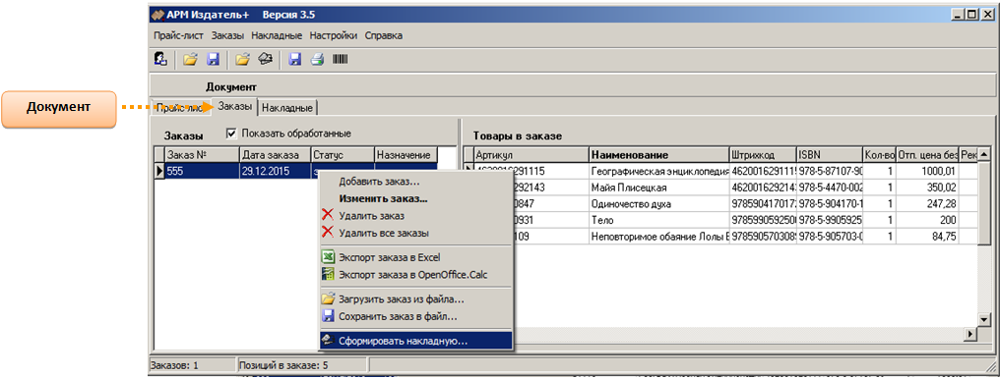 АРМ Издатель+ Версия 3.5
Прайс-лист Заказы Накладные Настройки Справка
Документ
Документ
Прайс-лист Заказы Накладные
Заказы Показать обработанные
Товары в заказе
Заказ № Дата заказа Статус Назначение
555 29.12.2015 з
Добавить заказ...
Изменить заказ...
Удалить заказ
Удалить все заказы
Экспорт заказа в Excel
Экспорт заказа в OpenOffice.Calc
Загрузить заказ из файла...
Сохранить заказ в файл...
Сформировать накладную...
Артикул Наименование Штрихкод ISBN Кол-во Отп. цена без Рек
4620016291115 Географическая энциклопедия 462001629111 978-5-87107-90 1 1000,01
292143 Майя Плисецкая 462001629214 978-5-4470-002 1 350,02
0847 Одиночество духа 978590417017 978-5-904170-1 1 247,28
0931 Тело 978599059250 978-5-9905925 1 200
109 Неповторимое обаяние Лолы 978590570308 978-5-905703-0 1 84,75
Заказов: 1 Позиций в заказе: 5